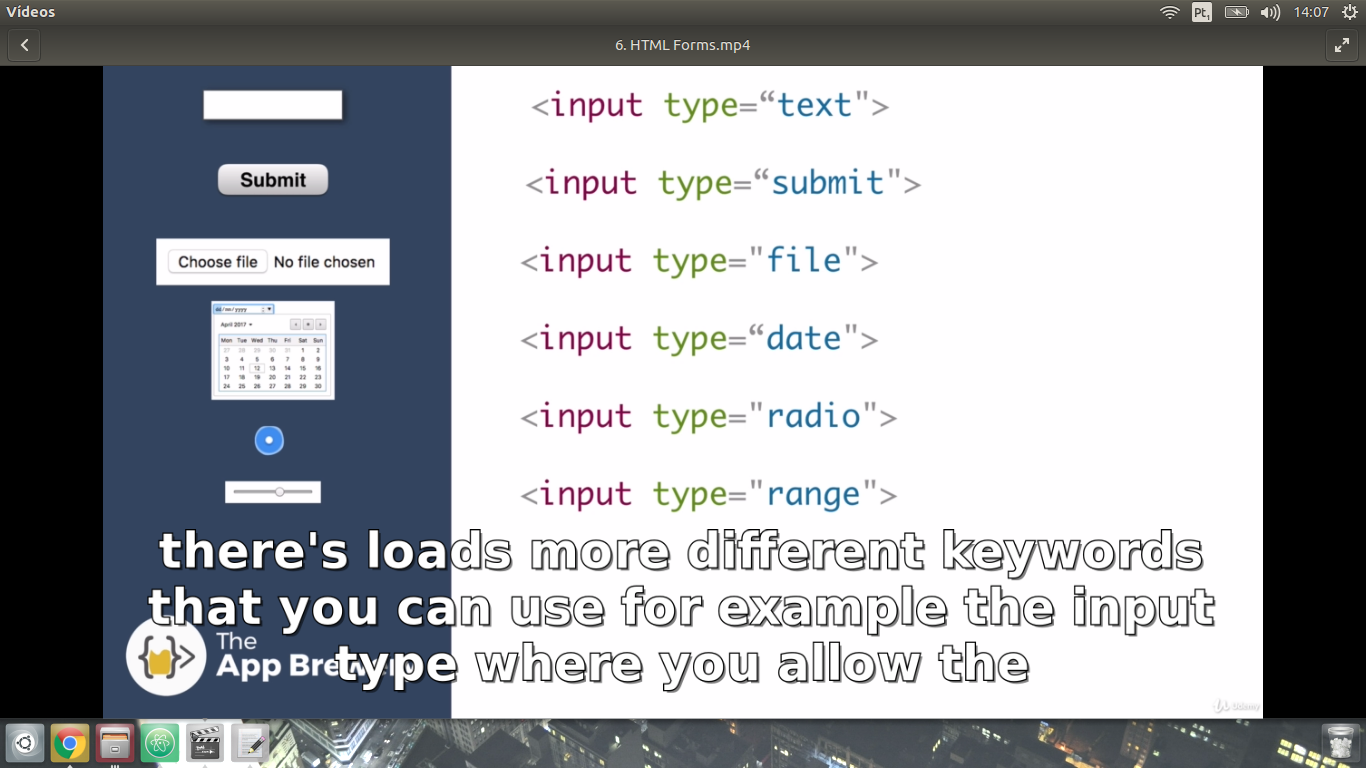 Vídeos
Pt1
14:07
6. HTML Forms.mp4
<input type=“text">
Submit
<input type=“submit">
Choose file No file chosen
<input type="file">
/mm/yyyy
April 2017
Mon Tue Wed Thu Fri Sat Sun
27 28 29 30 31 1 2
3 4 5 6 7 8 9
10 11 12 13 14 15 16
17 18 19 20 21 22 23
24 25 26 27 28 29 30
<input type=“date">
<input type="radio">
<input type="range">
there's loads more different keywords
that you can use for example the input
type where you allow the
The
App Brewery
Udemy